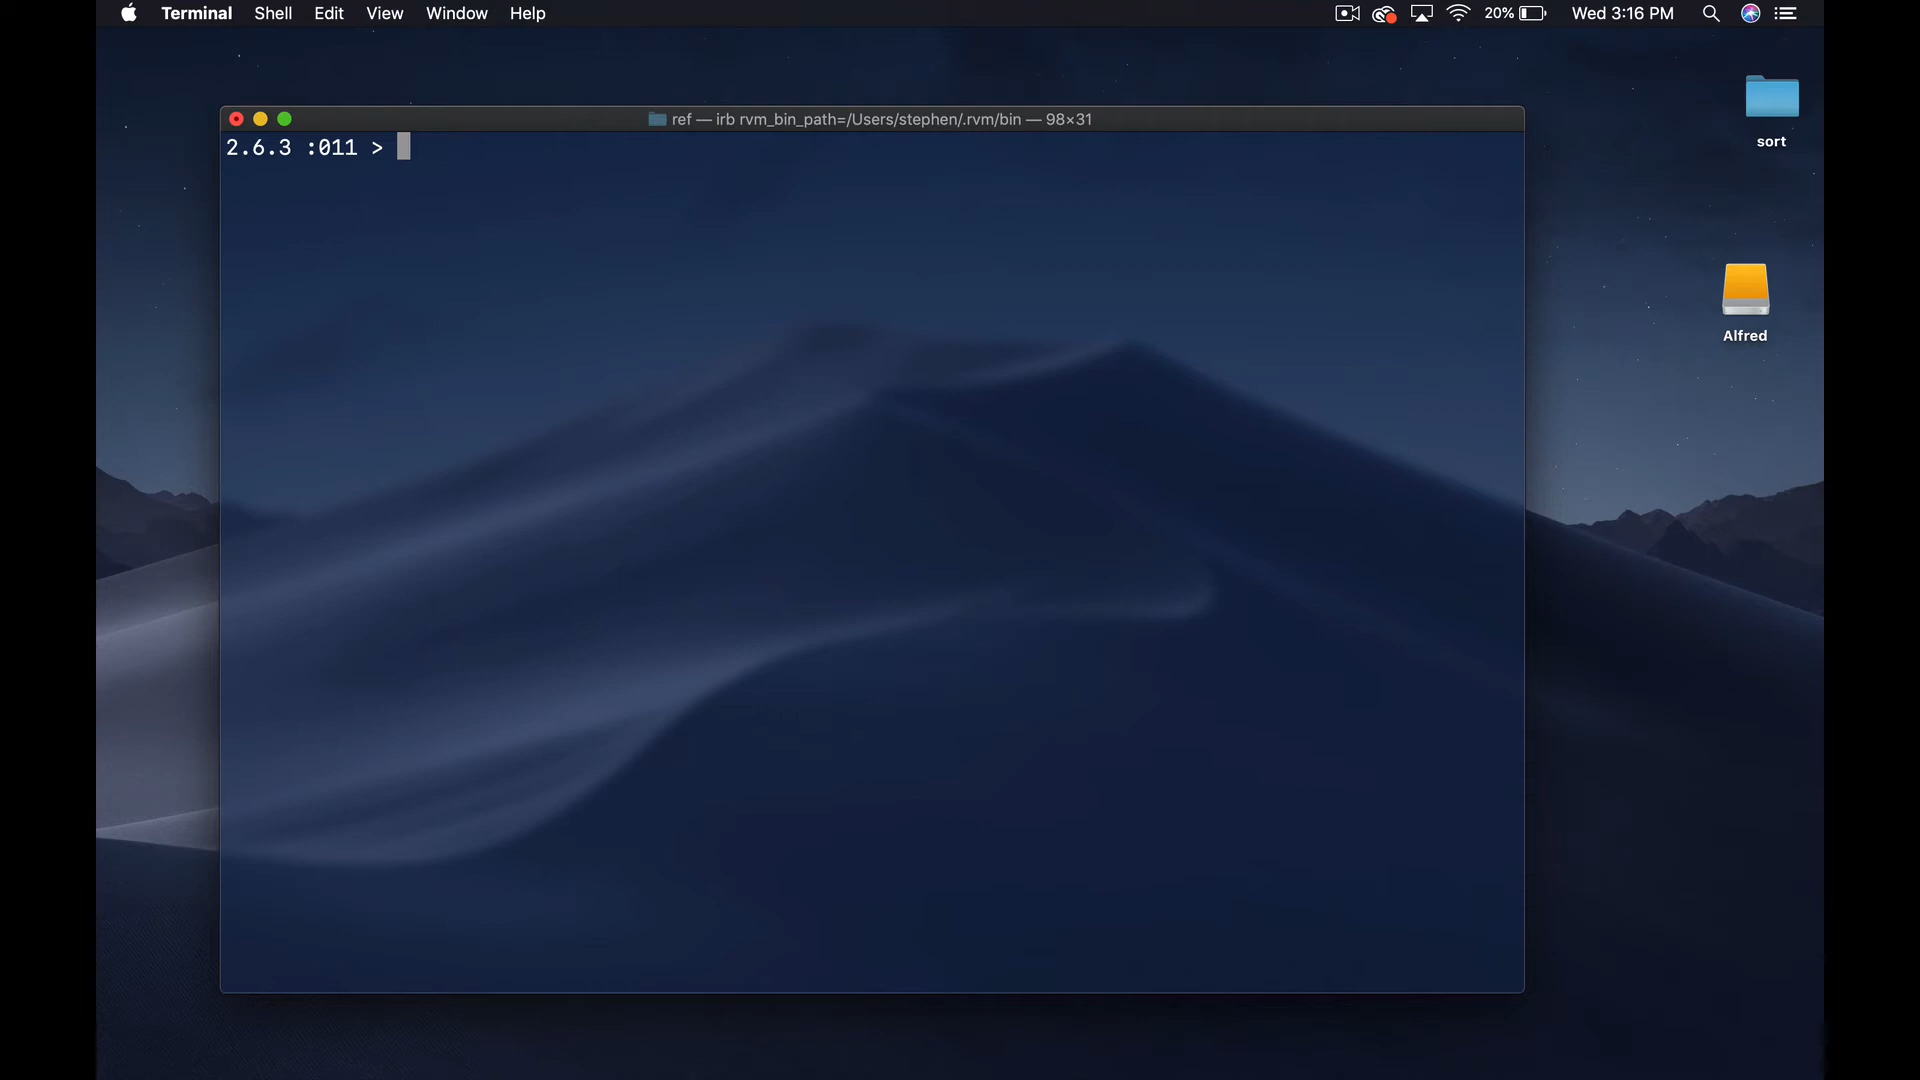 Terminal Shell Edit View Window Help 20% Wed 3:16 PM
ref — irb rvm_bin_path=/Users/stephen/.rvm/bin — 98×31
2.6.3 :011 >
sort
Alfred